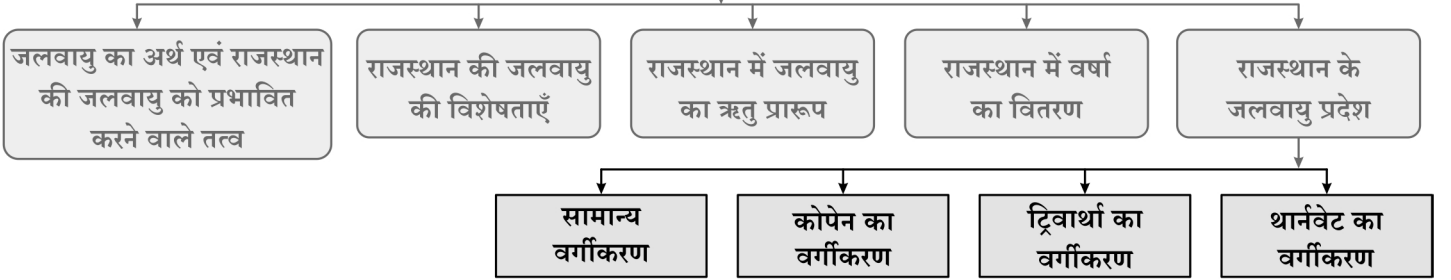 जलवायु का अर्थ एवं राजस्थान
की जलवायु को प्रभावित
करने वाले तत्व
राजस्थान की जलवायु
की विशेषताएँ
राजस्थान में जलवायु
का ऋतु प्रारूप
राजस्थान में वर्षा
का वितरण
राजस्थान के
जलवायु प्रदेश
सामान्य
वर्गीकरण
कोपेन का
वर्गीकरण
ट्रिवार्था का
वर्गीकरण
थार्नवेट का
वर्गीकरण